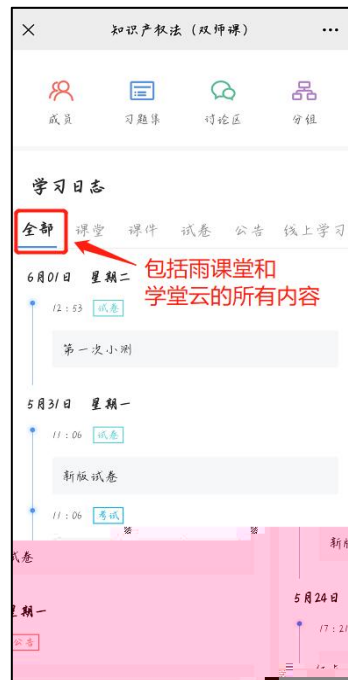 知识产权法（双师课）
成员 习题集 讨论区 分组
学习日志
全部 课堂 课件 试卷 公告 线上学习
6月01日 星期二
包括雨课堂和
学堂云的所有内容
12:53 试卷
第一次小测
5月31日 星期一
11:06 试卷
新版试卷
11:06 考试
试卷
新版
星期一
5月24日
公告